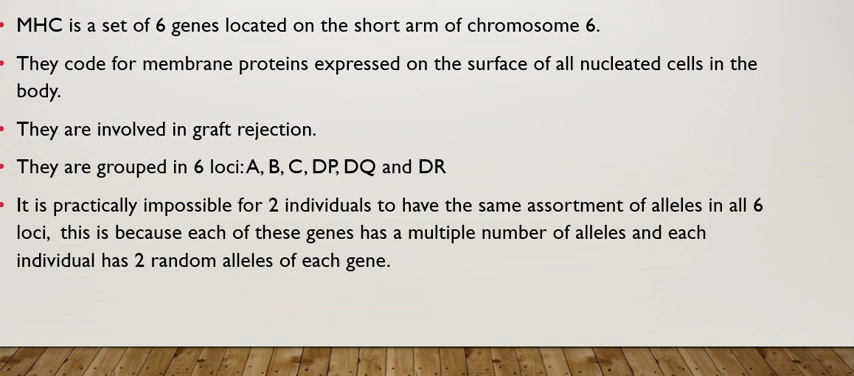 • MHC is a set of 6 genes located on the short arm of chromosome 6.
• They code for membrane proteins expressed on the surface of all nucleated cells in the
body.
• They are involved in graft rejection.
• They are grouped in 6 loci: A, B, C, DP, DQ and DR
• It is practically impossible for 2 individuals to have the same assortment of alleles in all 6
loci, this is because each of these genes has a multiple number of alleles and each
individual has 2 random alleles of each gene.